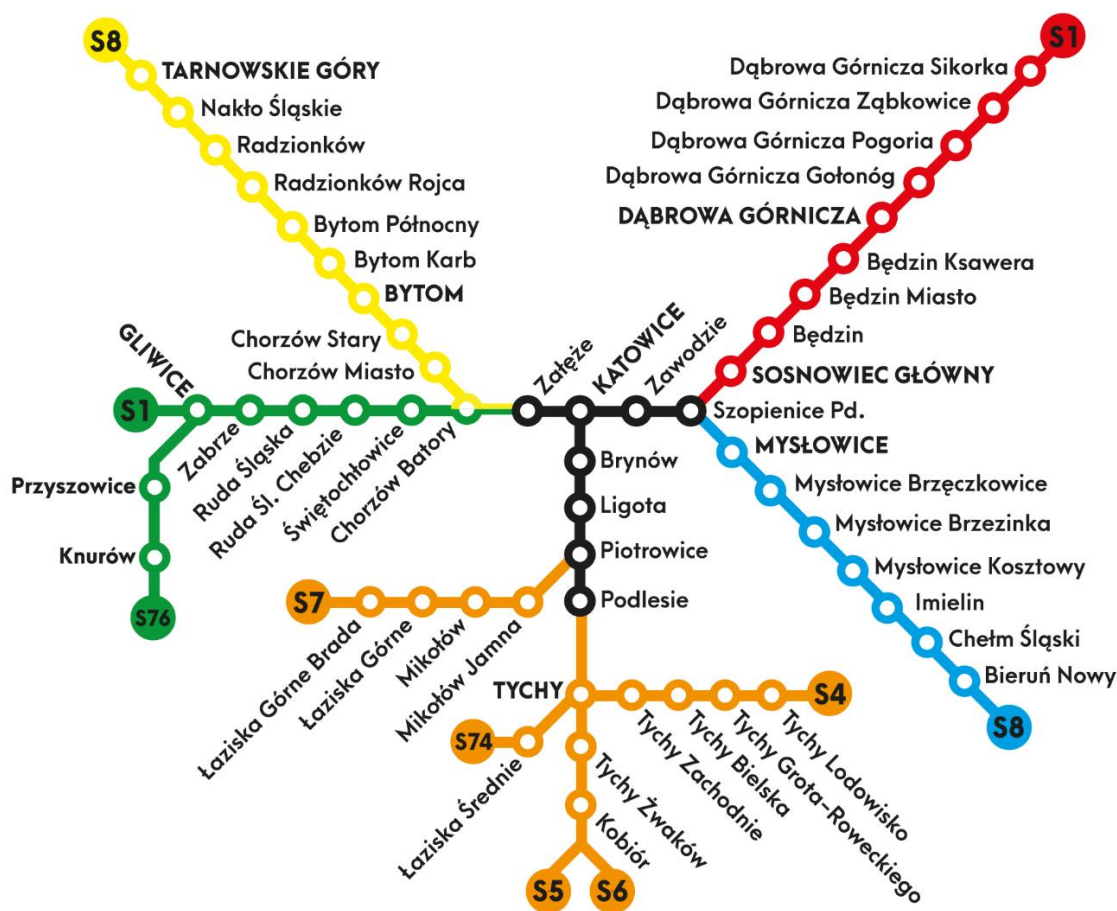 S8
S1
TARNOWSKIE GÓRY
Nakło Śląskie
Radzionków
Radzionków Rojca
Bytom Północny
Bytom Karb
BYTOM
Chorzów Stary
Chorzów Miasto
Dąbrowa Górnicza Sikorka
Dąbrowa Górnicza Ząbkowice
Dąbrowa Górnicza Pogoria
Dąbrowa Górnicza Gołonóg
DĄBROWA GÓRNICZA
Będzin Ksawera
Będzin Miasto
Będzin
SOSNOWIEC GŁÓWNY
S1
GLIWICE
Zabrze
Ruda Śląska
Ruda Śl. Chebzie
Świętochłowice
Chorzów Batory
Załęże
KATOWICE
Zawodzie
Szopienice Pd.
Przyszowice
Knurów
S76
Brynów
Ligota
Piotrowice
Podlesie
MYSŁOWICE
Mysłowice Brzęczkowice
Mysłowice Brzezinka
Mysłowice Kosztowy
Imielin
Chełm Śląski
Bieruń Nowy
S8
S7
Łaziska Górne Brada
Łaziska Górne
Mikołów
Mikołów Jamna
TYCHY
S4
Tychy Zachodnie
Tychy Bielska
Tychy Grota-Roweckiego
Tychy Lodowisko
S74
Łaziska Średnie
Tychy Żwaków
Kobiór
S5
S6